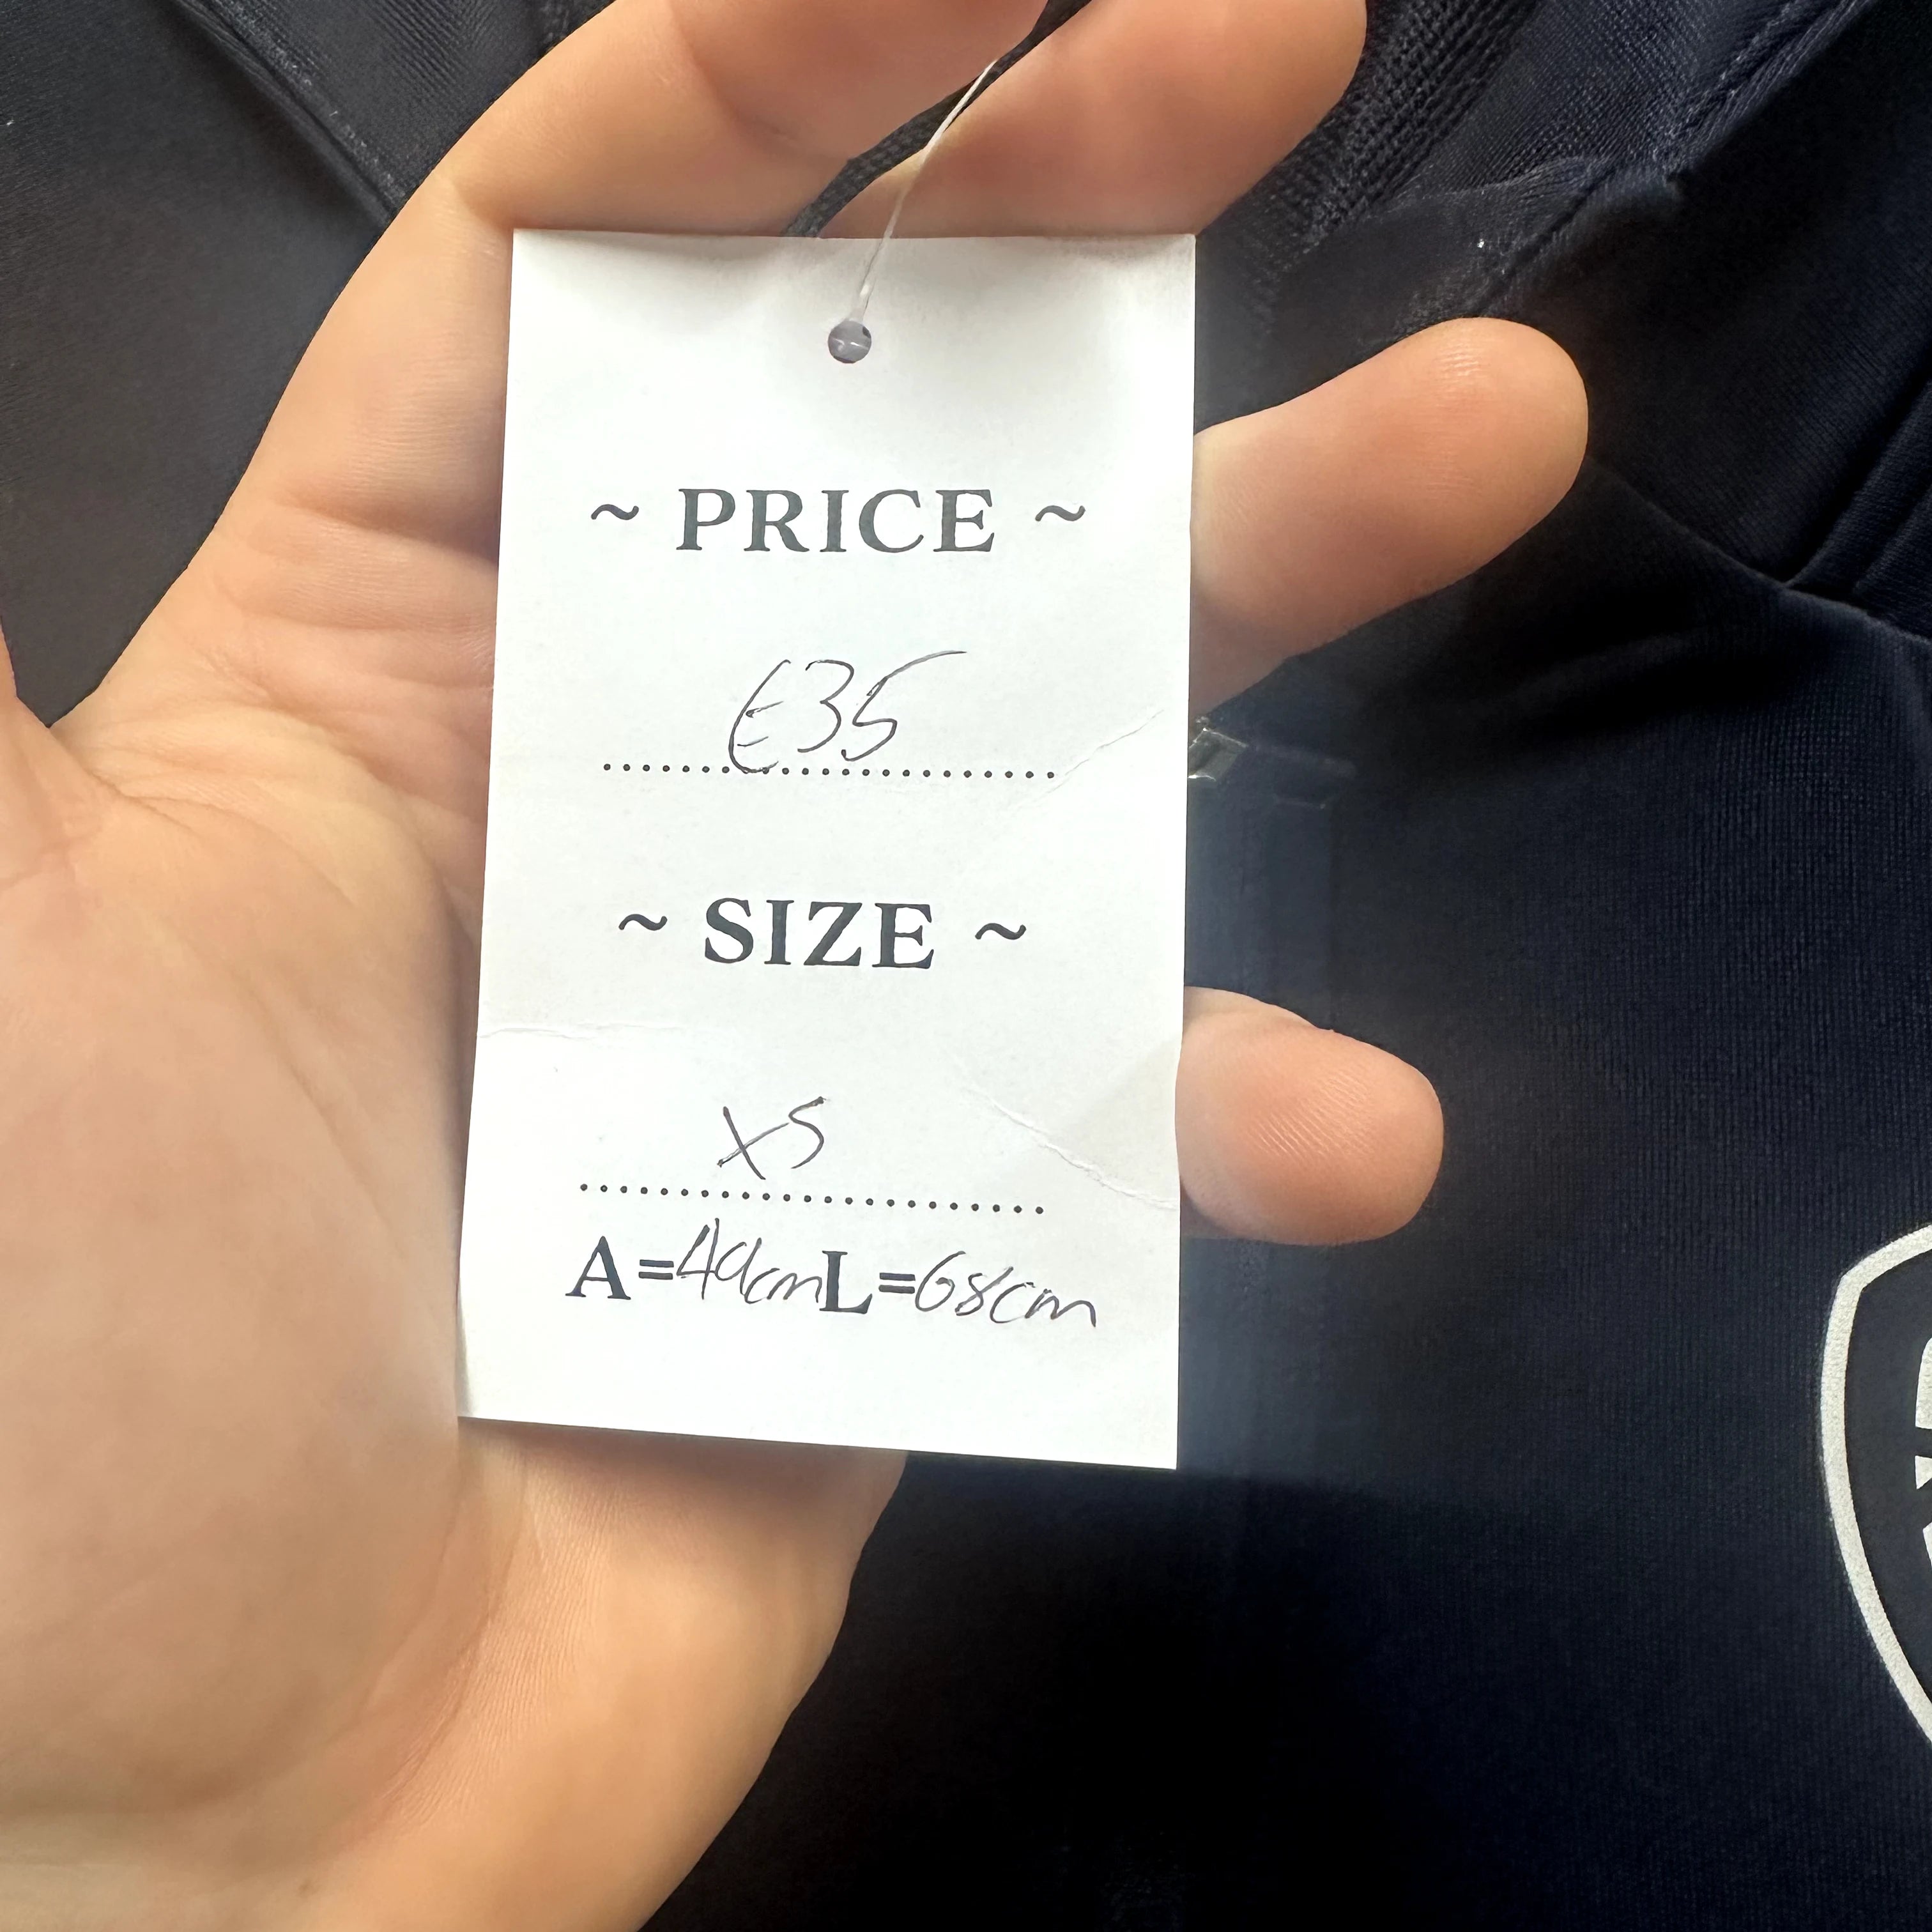 ~ PRICE ~
€35
~ SIZE ~
XS
A=49cm L=68cm